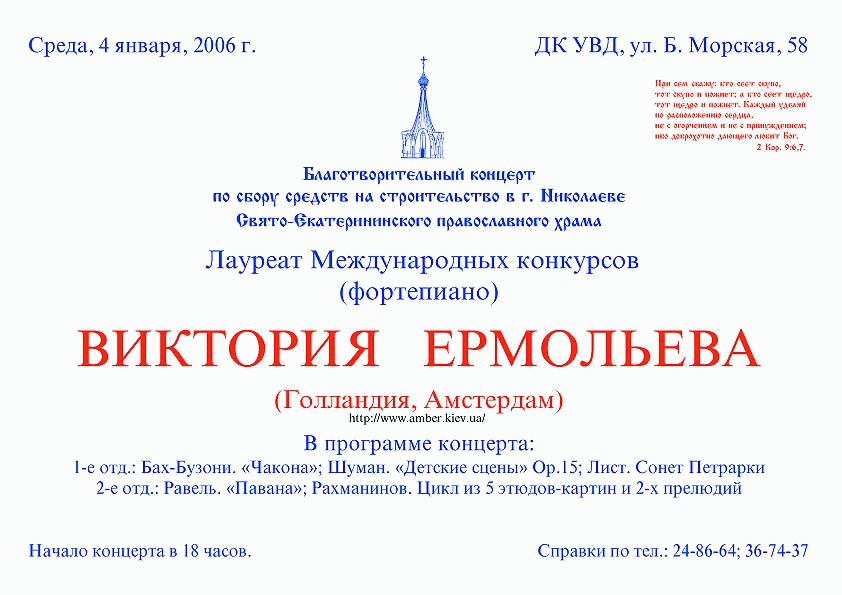 Среда, 4 января, 2006 г.
ДК УВД, ул. Б. Морская, 58
При сем скажу: кто сеет скупо,
тот скупо и пожнет; а кто сеет щедро,
тот щедро и пожнет. Каждый уделяй
по расположению сердца,
не с огорчением и не с принуждением;
ибо доброхотно дающего любит Бог.
2 Кор. 9:6,7.
Благотворительный концерт
по сбору средств на строительство в г. Николаеве
Свято-Екатерининского православного храма
Лауреат Международных конкурсов
(фортепиано)
ВИКТОРИЯ ЕРМОЛЬЕВА
(Голландия, Амстердам)
http://www.amber.kiev.ua/
В программе концерта:
1-е отд.: Бах-Бузони. «Чакона»; Шуман. «Детские сцены» Op.15; Лист. Сонет Петрарки
2-е отд.: Равель. «Павана»; Рахманинов. Цикл из 5 этюдов-картин и 2-х прелюдий
Начало концерта в 18 часов.
Справки по тел.: 24-86-64; 36-74-37